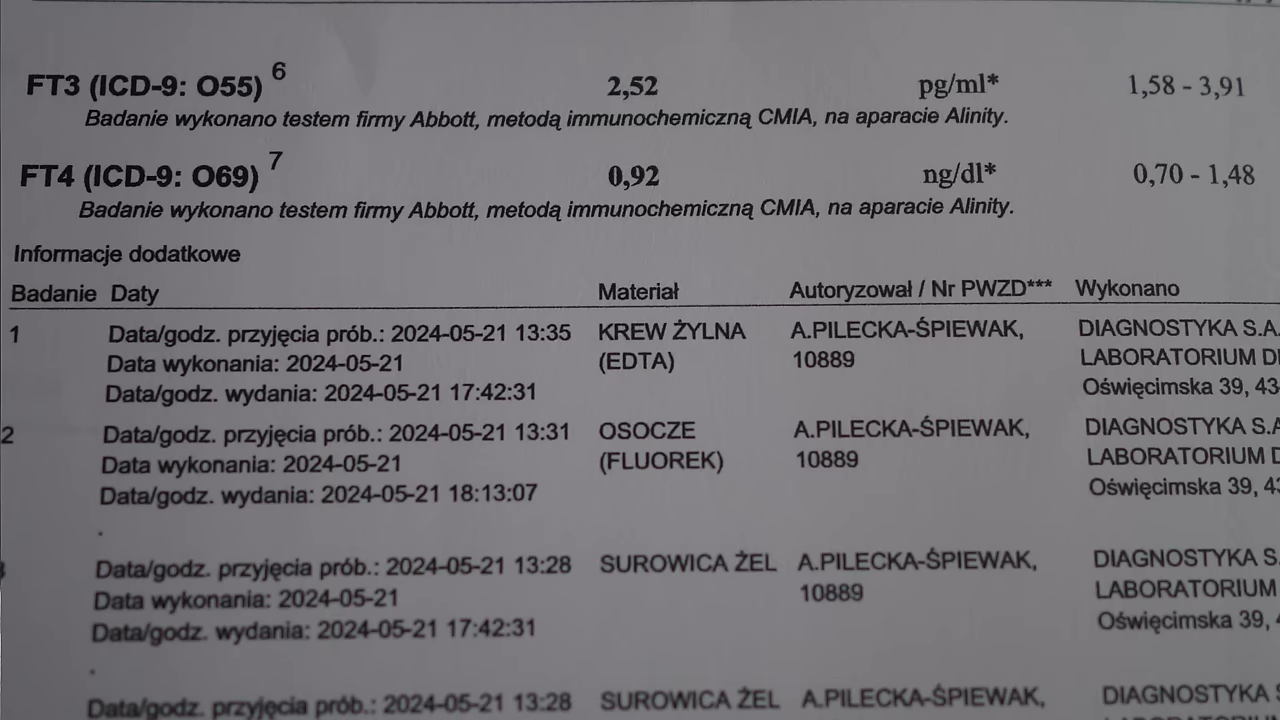 FT3 (ICD-9: O55) 6 2,52 pg/ml* 1,58 - 3,91
Badanie wykonano testem firmy Abbott, metodą immunochemiczną CMIA, na aparacie Alinity.
FT4 (ICD-9: O69) 7 0,92 ng/dl* 0,70 - 1,48
Badanie wykonano testem firmy Abbott, metodą immunochemiczną CMIA, na aparacie Alinity.
Informacje dodatkowe
Badanie Daty Materiał Autoryzował / Nr PWZD*** Wykonano
1 Data/godz. przyjęcia prób.: 2024-05-21 13:35 KREW ŻYLNA A.PILECKA-ŚPIEWAK, DIAGNOSTYKA S.A.
Data wykonania: 2024-05-21 (EDTA) 10889 LABORATORIUM
Data/godz. wydania: 2024-05-21 17:42:31 Oświęcimska 39, 43
2 Data/godz. przyjęcia prób.: 2024-05-21 13:31 OSOCZE A.PILECKA-ŚPIEWAK, DIAGNOSTYKA S.A
Data wykonania: 2024-05-21 (FLUOREK) 10889 LABORATORIUM
Data/godz. wydania: 2024-05-21 18:13:07 Oświęcimska 39, 43
.
Data/godz. przyjęcia prób.: 2024-05-21 13:28 SUROWICA ŻEL A.PILECKA-ŚPIEWAK, DIAGNOSTYKA S.
Data wykonania: 2024-05-21 10889 LABORATORIUM
Data/godz. wydania: 2024-05-21 17:42:31 Oświęcimska 39,
.
Data/godz. przyjęcia prób.: 2024-05-21 13:28 SUROWICA ŻEL A.PILECKA-ŚPIEWAK, DIAGNOSTYKA